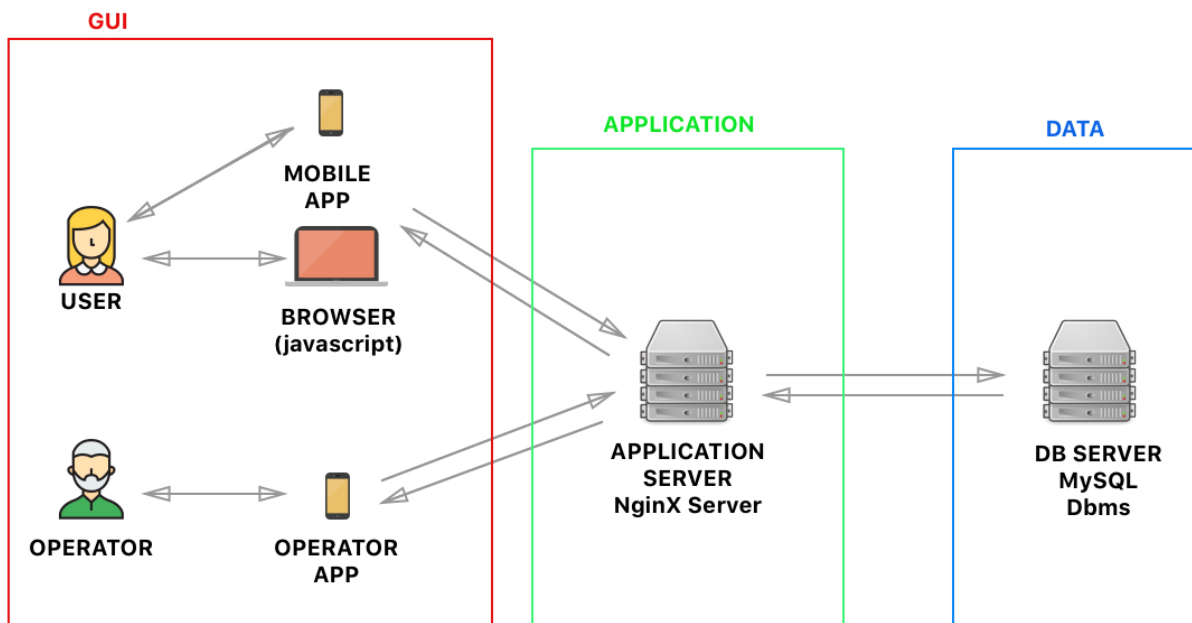 GUI
APPLICATION
DATA
MOBILE
APP
USER
BROWSER
(javascript)
APPLICATION
SERVER
NginX Server
DB SERVER
MySQL
Dbms
OPERATOR
OPERATOR
APP